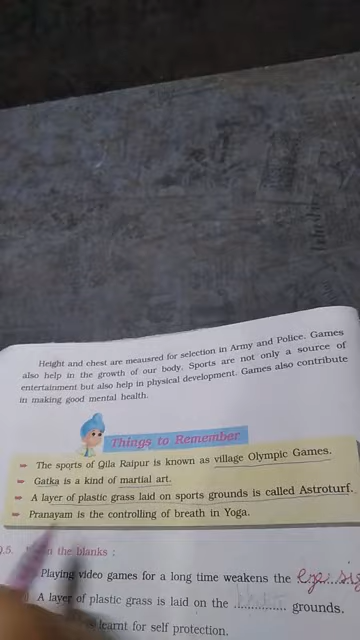 Height and chest are meausred for selection in Army and Police. Games
also help in the growth of our body. Sports are not only a source of
entertainment but also help in physical development. Games also contribute
in making good mental health.
Things to Remember
The sports of Qila Raipur is known as village Olympic Games.
Gatka is a kind of martial art.
A layer of plastic grass laid on sports grounds is called Astroturf.
Pranayam is the controlling of breath in Yoga.
.5. in the blanks :
Playing video games for a long time weakens the
A layer of plastic grass is laid on the .............. grounds.
learnt for self protection.